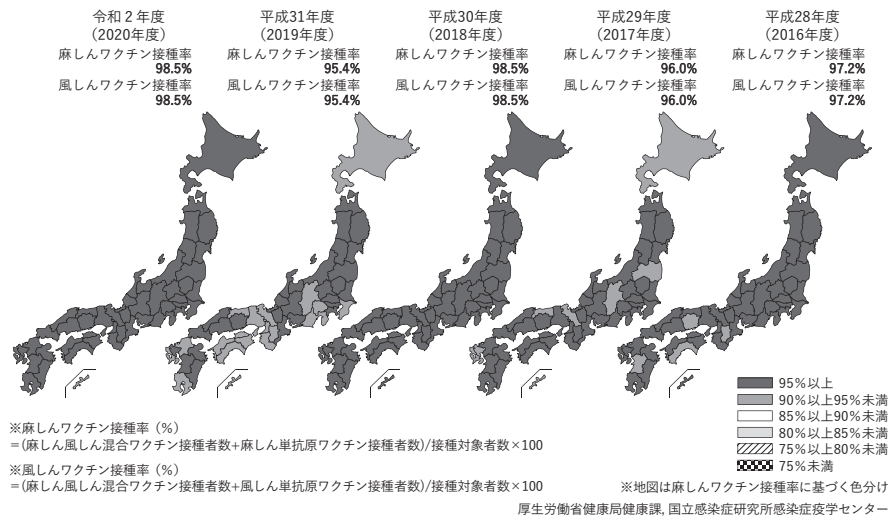 令和２年度
（2020年度）
麻しんワクチン接種率
98.5%
風しんワクチン接種率
98.5%
平成31年度
（2019年度）
麻しんワクチン接種率
95.4%
風しんワクチン接種率
95.4%
平成30年度
（2018年度）
麻しんワクチン接種率
98.5%
風しんワクチン接種率
98.5%
平成29年度
（2017年度）
麻しんワクチン接種率
96.0%
風しんワクチン接種率
96.0%
平成28年度
（2016年度）
麻しんワクチン接種率
97.2%
風しんワクチン接種率
97.2%
95％以上
90％以上95％未満
85％以上90％未満
80％以上85％未満
75％以上80％未満
75％未満
※麻しんワクチン接種率（％）
＝(麻しん風しん混合ワクチン接種者数+麻しん単抗原ワクチン接種者数)/接種対象者数×100
※風しんワクチン接種率（％）
＝(麻しん風しん混合ワクチン接種者数+風しん単抗原ワクチン接種者数)/接種対象者数×100
※地図は麻しんワクチン接種率に基づく色分け
厚生労働省健康局健康課, 国立感染症研究所感染症疫学センター